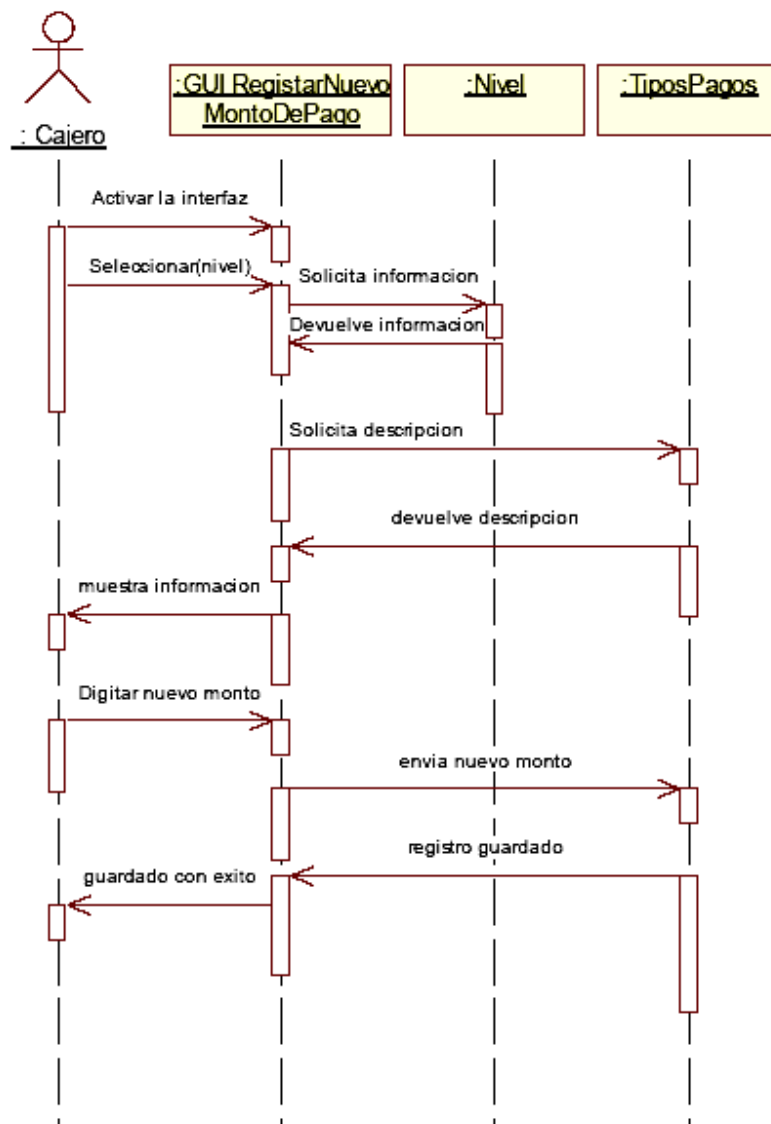 : Cajero
:GUI RegistarNuevo
MontoDePago
:Nivel
:TiposPagos
Activar la interfaz
Seleccionar(nivel)
Solicita informacion
Devuelve informacion
Solicita descripcion
devuelve descripcion
muestra informacion
Digitar nuevo monto
envia nuevo monto
registro guardado
guardado con exito